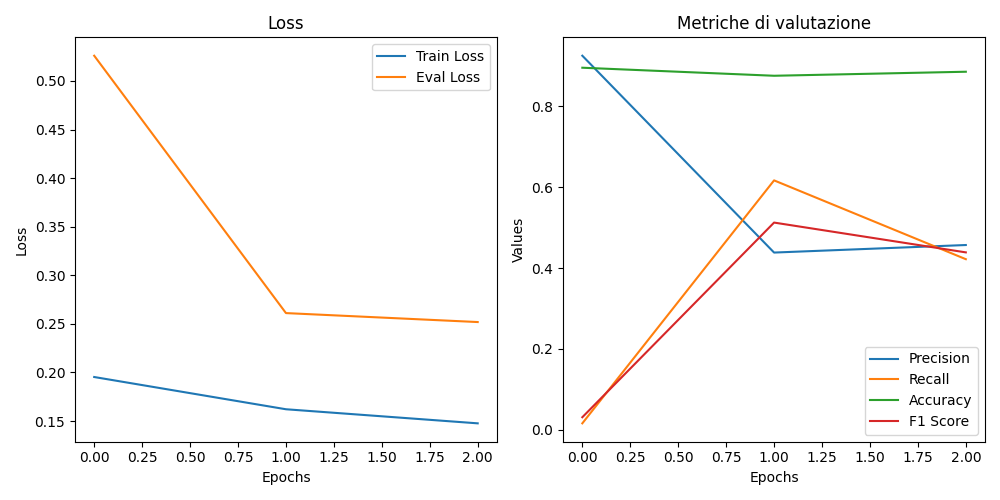 Loss
Train Loss
Eval Loss
0.50
0.45
0.40
0.35
0.30
0.25
0.20
0.15
Loss
0.00 0.25 0.50 0.75 1.00 1.25 1.50 1.75 2.00
Epochs
Metriche di valutazione
0.8
0.6
0.4
0.2
0.0
Values
Precision
Recall
Accuracy
F1 Score
0.00 0.25 0.50 0.75 1.00 1.25 1.50 1.75 2.00
Epochs